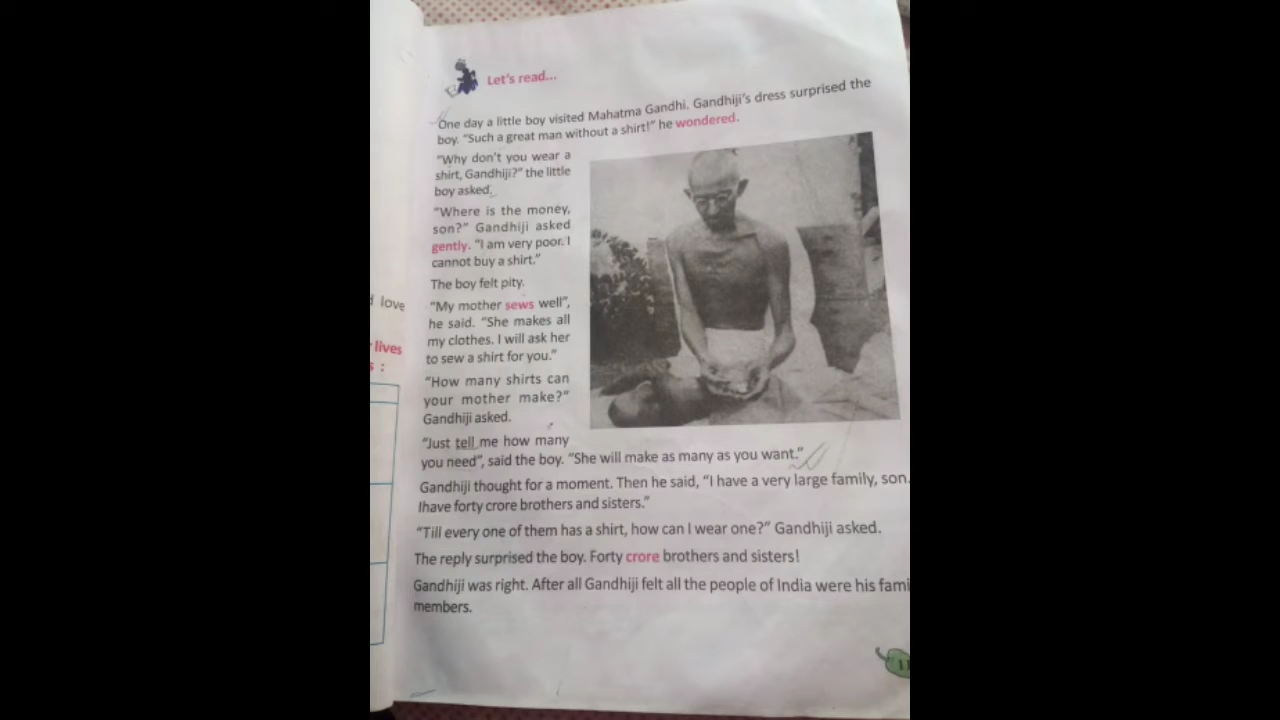 Let's read...
One day a little boy visited Mahatma Gandhi. Gandhiji's dress surprised the
boy. "Such a great man without a shirt!" he wondered.
"Why don't you wear a
shirt, Gandhiji?" the little
boy asked.
"Where is the money,
son?" Gandhiji asked
gently. "I am very poor. I
cannot buy a shirt."
The boy felt pity.
"My mother sews well",
he said. "She makes all
my clothes. I will ask her
to sew a shirt for you."
"How many shirts can
your mother make?"
Gandhiji asked.
"Just tell me how many
you need", said the boy. "She will make as many as you want."
Gandhiji thought for a moment. Then he said, "I have a very large family, son.
Ihave forty crore brothers and sisters."
"Till every one of them has a shirt, how can I wear one?" Gandhiji asked.
The reply surprised the boy. Forty crore brothers and sisters!
Gandhiji was right. After all Gandhiji felt all the people of India were his fami
members.
love
lives
s :